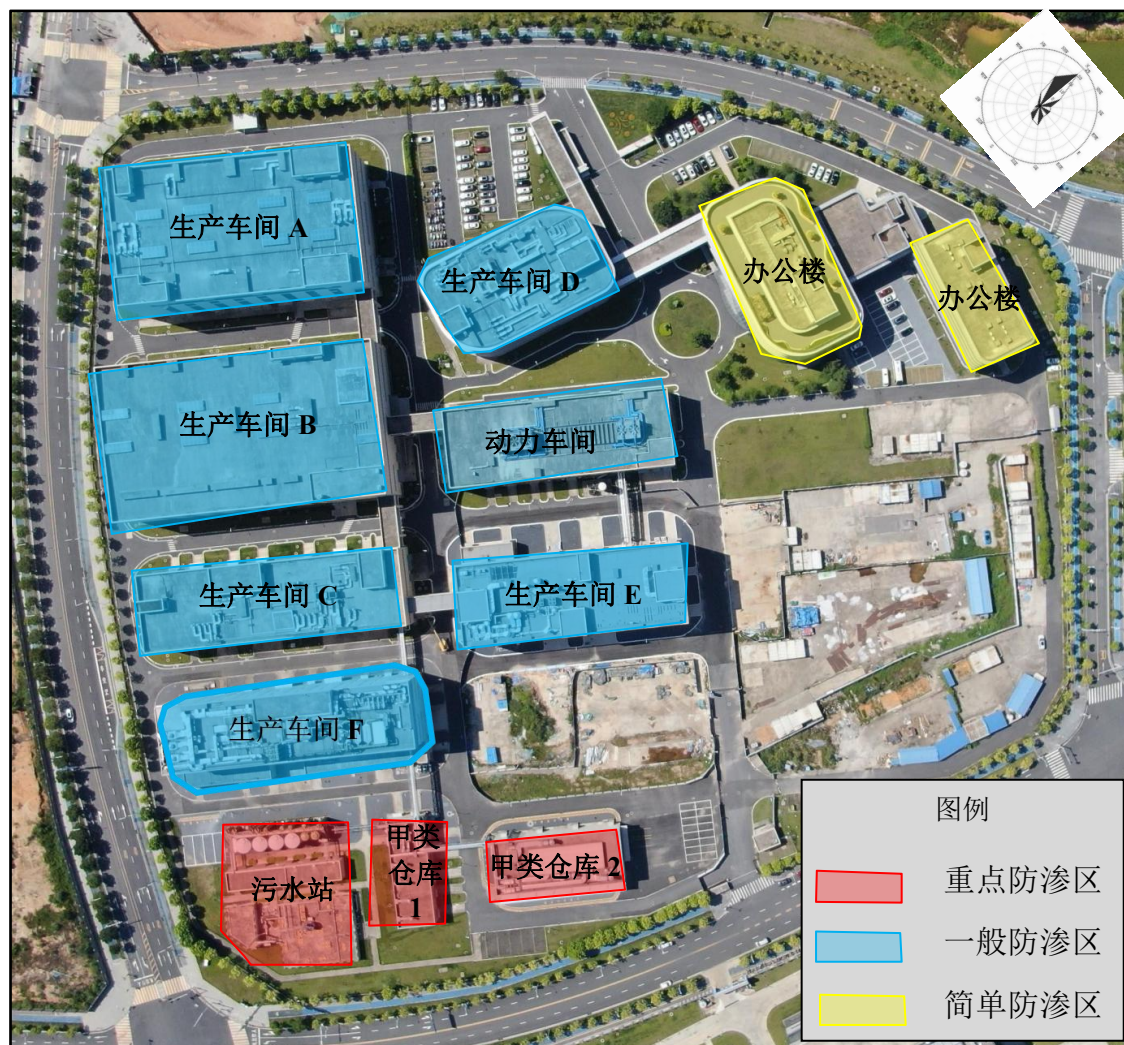 生产车间 A
生产车间 D
办公楼
办公楼
生产车间 B
动力车间
生产车间 C
生产车间 E
生产车间 F
污水站
甲类
仓库
1
甲类仓库 2
图例
重点防渗区
一般防渗区
简单防渗区